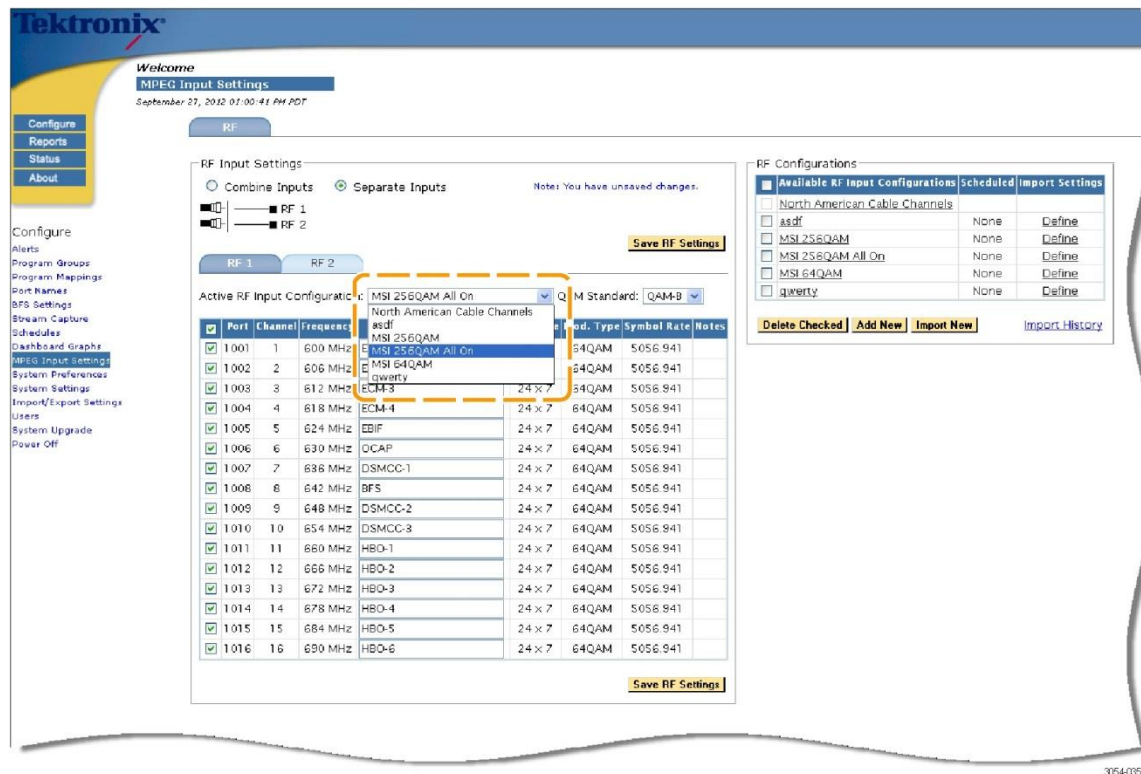 Tektronix
Welcome
MPEG Input Settings
September 27, 2012 01:00:41 PM PDT
Configure
Reports
Status
About
Configure
Alerts
Program Groups
Program Mappings
Port Names
BFS Settings
Stream Capture
Schedules
Dashboard Graphs
MPEG Input Settings
System Preferences
System Settings
Import/Export Settings
Users
System Upgrade
Power Off
RF
RF Input Settings
Combine Inputs Separate Inputs Note: You have unsaved changes.
RF 1
RF 2
Save RF Settings
RF 1 RF 2
Active RF Input Configuration: MSI 256QAM All On QAM Standard: QAM-B
North American Cable Channels
asdf
MSI 256QAM
MSI 256QAM All On
MSI 64QAM
qwerty
Port Channel Frequency Mod. Type Symbol Rate Notes
1001 1 600 MHz 64QAM 5056.941
1002 2 606 MHz 64QAM 5056.941
1003 3 612 MHz ECM-3 24 x 7 64QAM 5056.941
1004 4 618 MHz ECM-4 24 x 7 64QAM 5056.941
1005 5 624 MHz EBIF 24 x 7 64QAM 5056.941
1006 6 630 MHz OCAP 24 x 7 64QAM 5056.941
1007 7 636 MHz DSMCC-1 24 x 7 64QAM 5056.941
1008 8 642 MHz BFS 24 x 7 64QAM 5056.941
1009 9 648 MHz DSMCC-2 24 x 7 64QAM 5056.941
1010 10 654 MHz DSMCC-3 24 x 7 64QAM 5056.941
1011 11 660 MHz HBO-1 24 x 7 64QAM 5056.941
1012 12 666 MHz HBO-2 24 x 7 64QAM 5056.941
1013 13 672 MHz HBO-3 24 x 7 64QAM 5056.941
1014 14 678 MHz HBO-4 24 x 7 64QAM 5056.941
1015 15 684 MHz HBO-5 24 x 7 64QAM 5056.941
1016 16 690 MHz HBO-6 24 x 7 64QAM 5056.941
Save RF Settings
RF Configurations
Available RF Input Configurations Scheduled Import Settings
North American Cable Channels
asdf None Define
MSI 256QAM None Define
MSI 256QAM All On None Define
MSI 64QAM None Define
qwerty None Define
Delete Checked Add New Import New Import History
3054-035